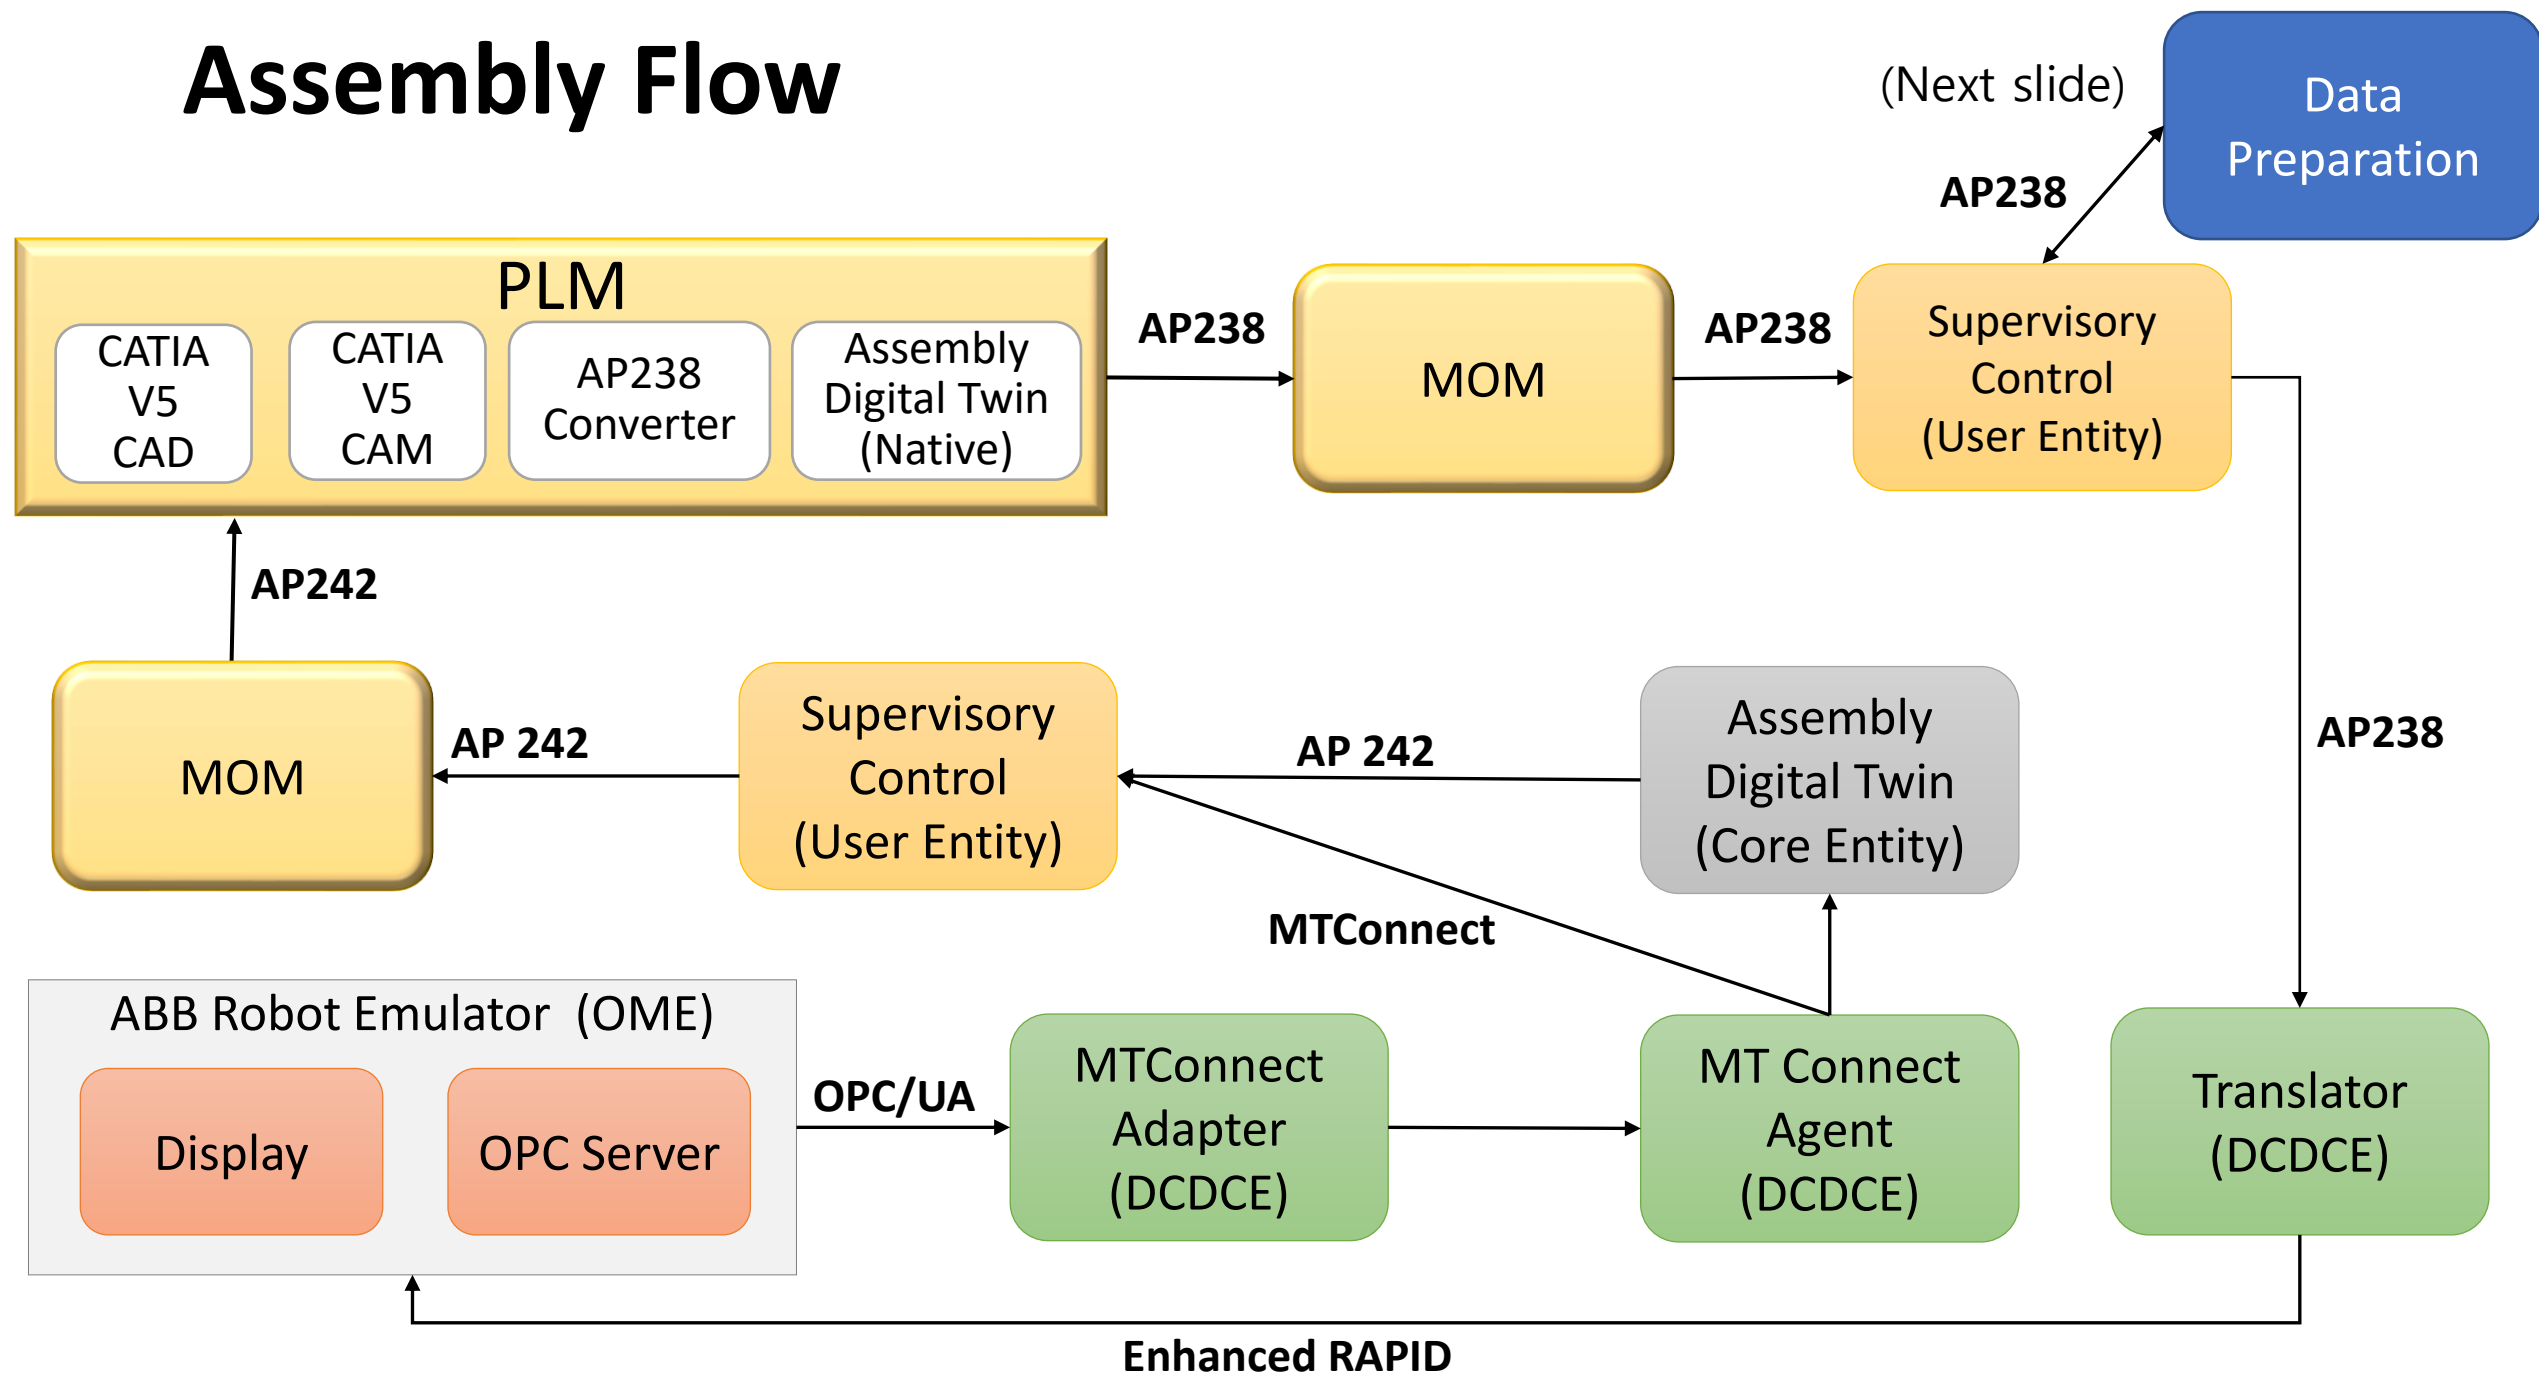 Assembly Flow
(Next slide)
Data
Preparation
AP238
PLM
CATIA
V5
CAD
CATIA
V5
CAM
AP238
Converter
Assembly
Digital Twin
(Native)
AP238
MOM
AP238
Supervisory
Control
(User Entity)
AP242
MOM
AP 242
Supervisory
Control
(User Entity)
AP 242
Assembly
Digital Twin
(Core Entity)
AP238
MTConnect
ABB Robot Emulator (OME)
Display
OPC Server
OPC/UA
MTConnect
Adapter
(DCDCE)
MT Connect
Agent
(DCDCE)
Translator
(DCDCE)
Enhanced RAPID